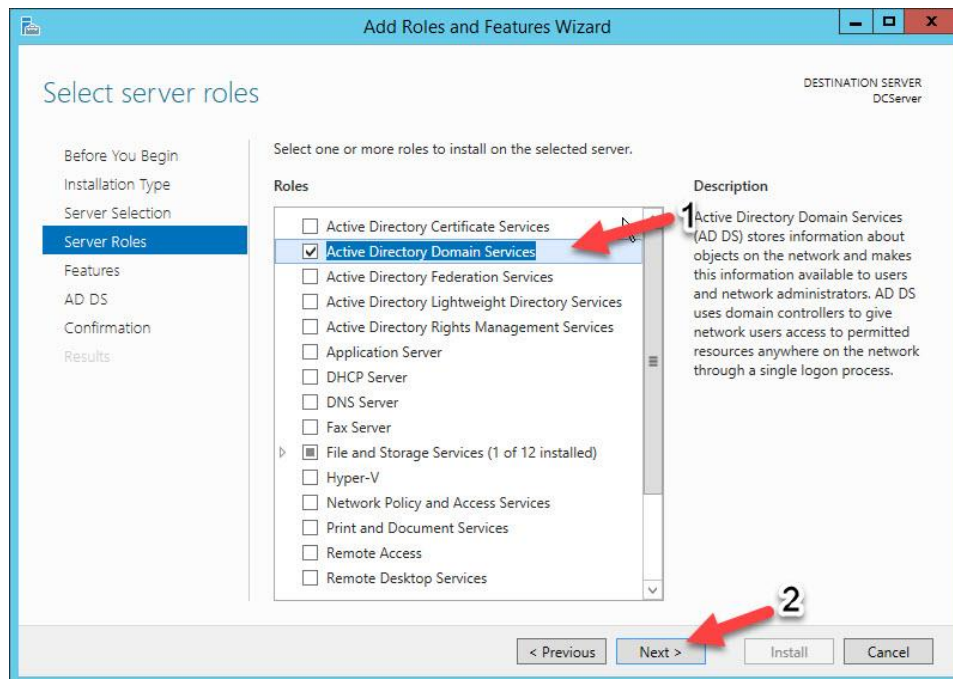 Add Roles and Features Wizard
Select server roles
DESTINATION SERVER
DCServer
Before You Begin
Installation Type
Server Selection
Server Roles
Features
AD DS
Confirmation
Results
Select one or more roles to install on the selected server.
Roles
Active Directory Certificate Services
Active Directory Domain Services
Active Directory Federation Services
Active Directory Lightweight Directory Services
Active Directory Rights Management Services
Application Server
DHCP Server
DNS Server
Fax Server
File and Storage Services (1 of 12 installed)
Hyper-V
Network Policy and Access Services
Print and Document Services
Remote Access
Remote Desktop Services
1
Description
Active Directory Domain Services
(AD DS) stores information about
objects on the network and makes
this information available to users
and network administrators. AD DS
uses domain controllers to give
network users access to permitted
resources anywhere on the network
through a single logon process.
2
< Previous
Next >
Install
Cancel